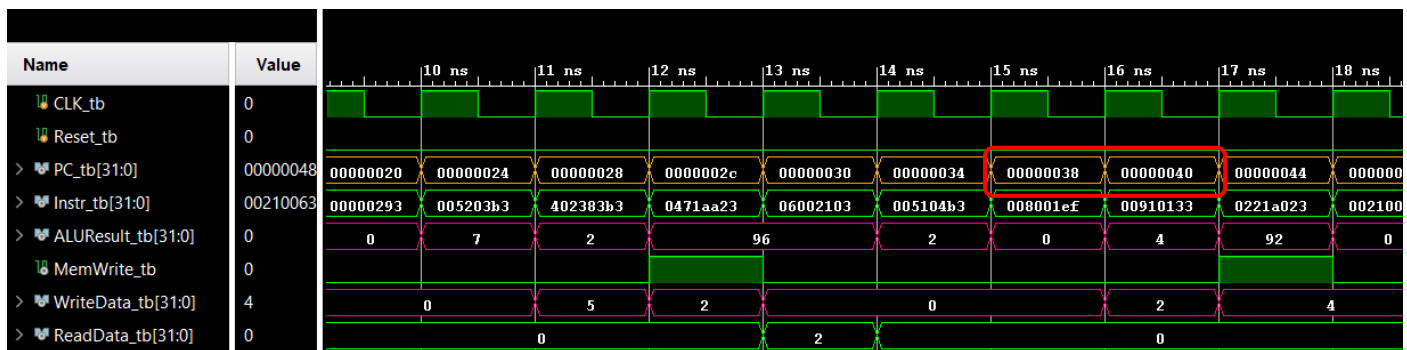 Name Value 10 ns 11 ns 12 ns 13 ns 14 ns 15 ns 16 ns 17 ns 18 ns
CLK_tb 0
Reset_tb 0
> PC_tb[31:0] 00000048 00000020 00000024 00000028 0000002c 00000030 00000034 00000038 00000040 00000044 000000
> Instr_tb[31:0] 00210063 00000293 005203b3 402383b3 0471aa23 06002103 005104b3 008001ef 00910133 0221a023 002100
> ALUResult_tb[31:0] 0 0 7 2 96 2 0 4 92 0
MemWrite_tb 0
> WriteData_tb[31:0] 4 0 5 2 0 2 4
> ReadData_tb[31:0] 0 0 2 0